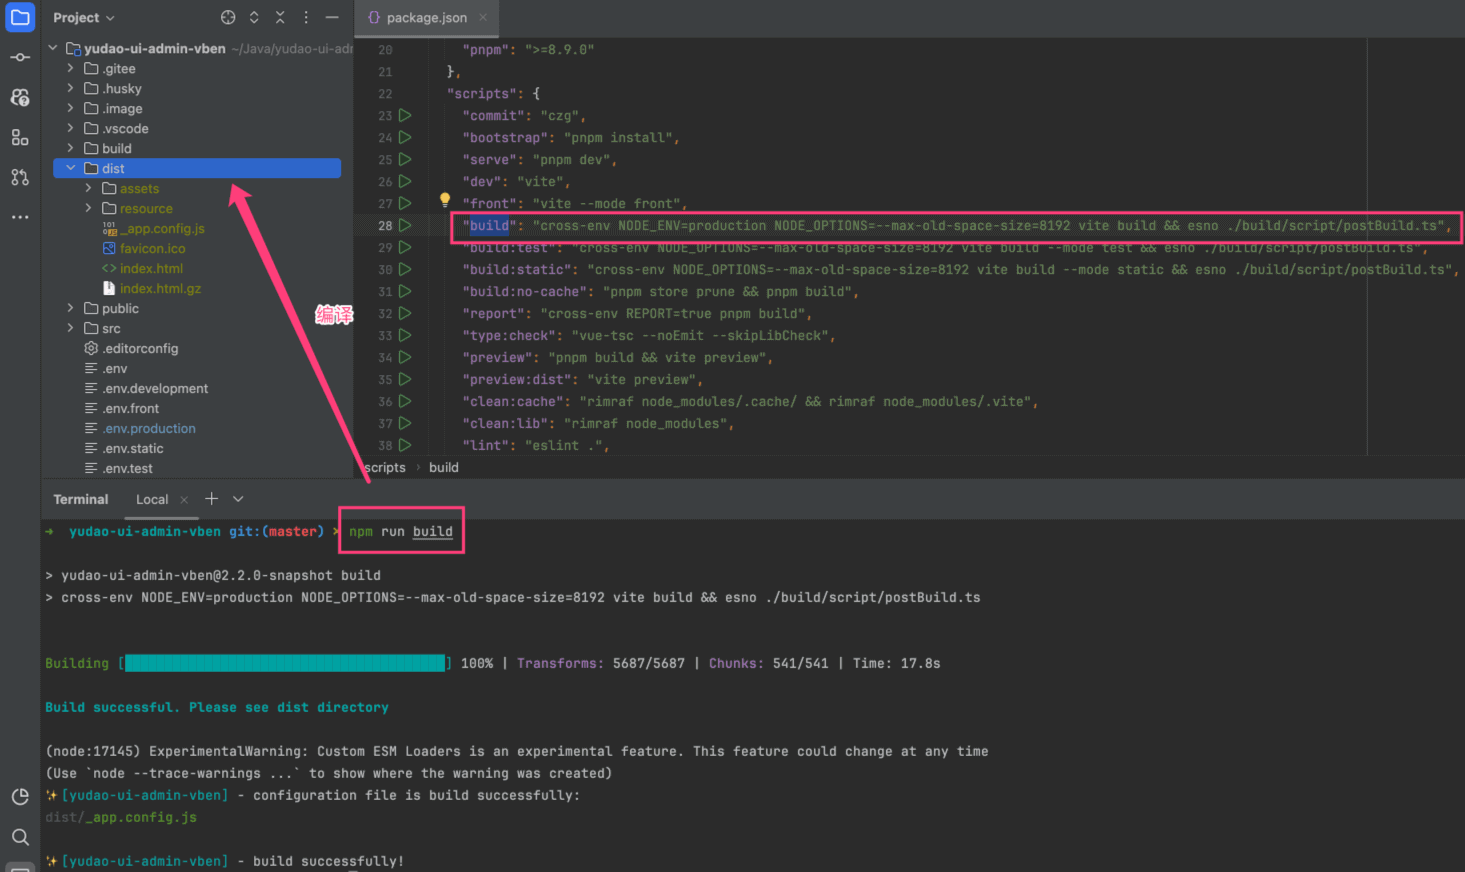 Project
package.json
yudao-ui-admin-vben ~/Java/yudao-ui-adm
.gitee
.husky
.image
.vscode
build
dist
assets
resource
_app.config.js
favicon.ico
index.html
index.html.gz
public
src
.editorconfig
.env
.env.development
.env.front
.env.production
.env.static
.env.test
编译
20 "pnpm": ">=8.9.0"
21 },
22 "scripts": {
23 "commit": "czg",
24 "bootstrap": "pnpm install",
25 "serve": "pnpm dev",
26 "dev": "vite",
27 "front": "vite --mode front",
28 "build": "cross-env NODE_ENV=production NODE_OPTIONS=--max-old-space-size=8192 vite build && esno ./build/script/postBuild.ts",
29 "build:test": "cross-env NODE_OPTIONS=--max-old-space-size=8192 vite build --mode test && esno ./build/script/postBuild.ts",
30 "build:static": "cross-env NODE_OPTIONS=--max-old-space-size=8192 vite build --mode static && esno ./build/script/postBuild.ts",
31 "build:no-cache": "pnpm store prune && pnpm build",
32 "report": "cross-env REPORT=true pnpm build",
33 "type:check": "vue-tsc --noEmit --skipLibCheck",
34 "preview": "pnpm build && vite preview",
35 "preview:dist": "vite preview",
36 "clean:cache": "rimraf node_modules/.cache/ && rimraf node_modules/.vite",
37 "clean:lib": "rimraf node_modules",
38 "lint": "eslint .",
scripts › build
Terminal Local
➜ yudao-ui-admin-vben git:(master) npm run build
> yudao-ui-admin-vben@2.2.0-snapshot build
> cross-env NODE_ENV=production NODE_OPTIONS=--max-old-space-size=8192 vite build && esno ./build/script/postBuild.ts
Building [ ] 100% | Transforms: 5687/5687 | Chunks: 541/541 | Time: 17.8s
Build successful. Please see dist directory
(node:17145) ExperimentalWarning: Custom ESM Loaders is an experimental feature. This feature could change at any time
(Use `node --trace-warnings ...` to show where the warning was created)
✨[yudao-ui-admin-vben] - configuration file is build successfully:
dist/_app.config.js
✨[yudao-ui-admin-vben] - build successfully!